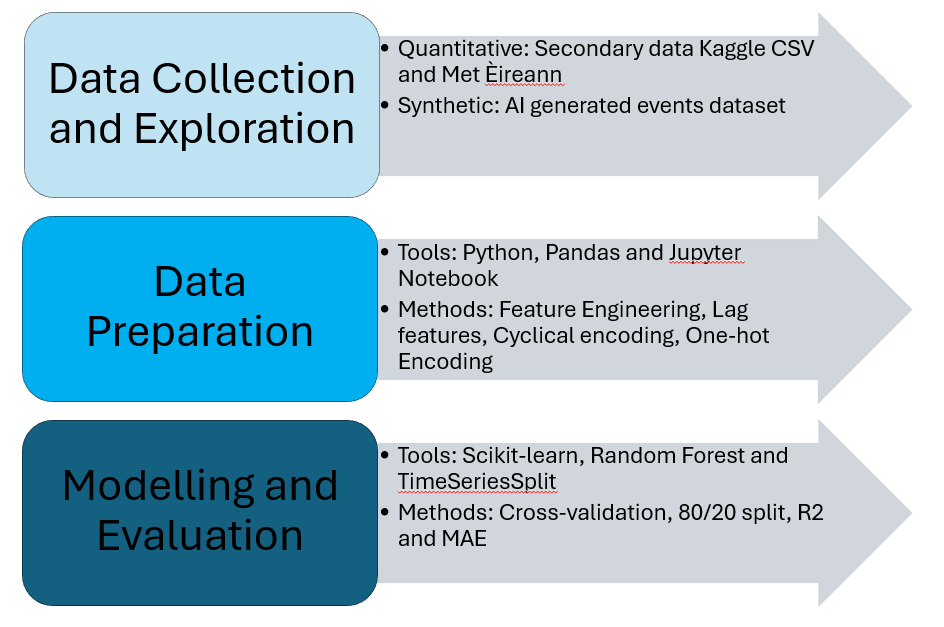 Data Collection
and Exploration
• Quantitative: Secondary data Kaggle CSV
and Met Èireann
• Synthetic: AI generated events dataset
Data
Preparation
• Tools: Python, Pandas and Jupyter
Notebook
• Methods: Feature Engineering, Lag
features, Cyclical encoding, One-hot
Encoding
Modelling and
Evaluation
• Tools: Scikit-learn, Random Forest and
TimeSeriesSplit
• Methods: Cross-validation, 80/20 split, R2
and MAE